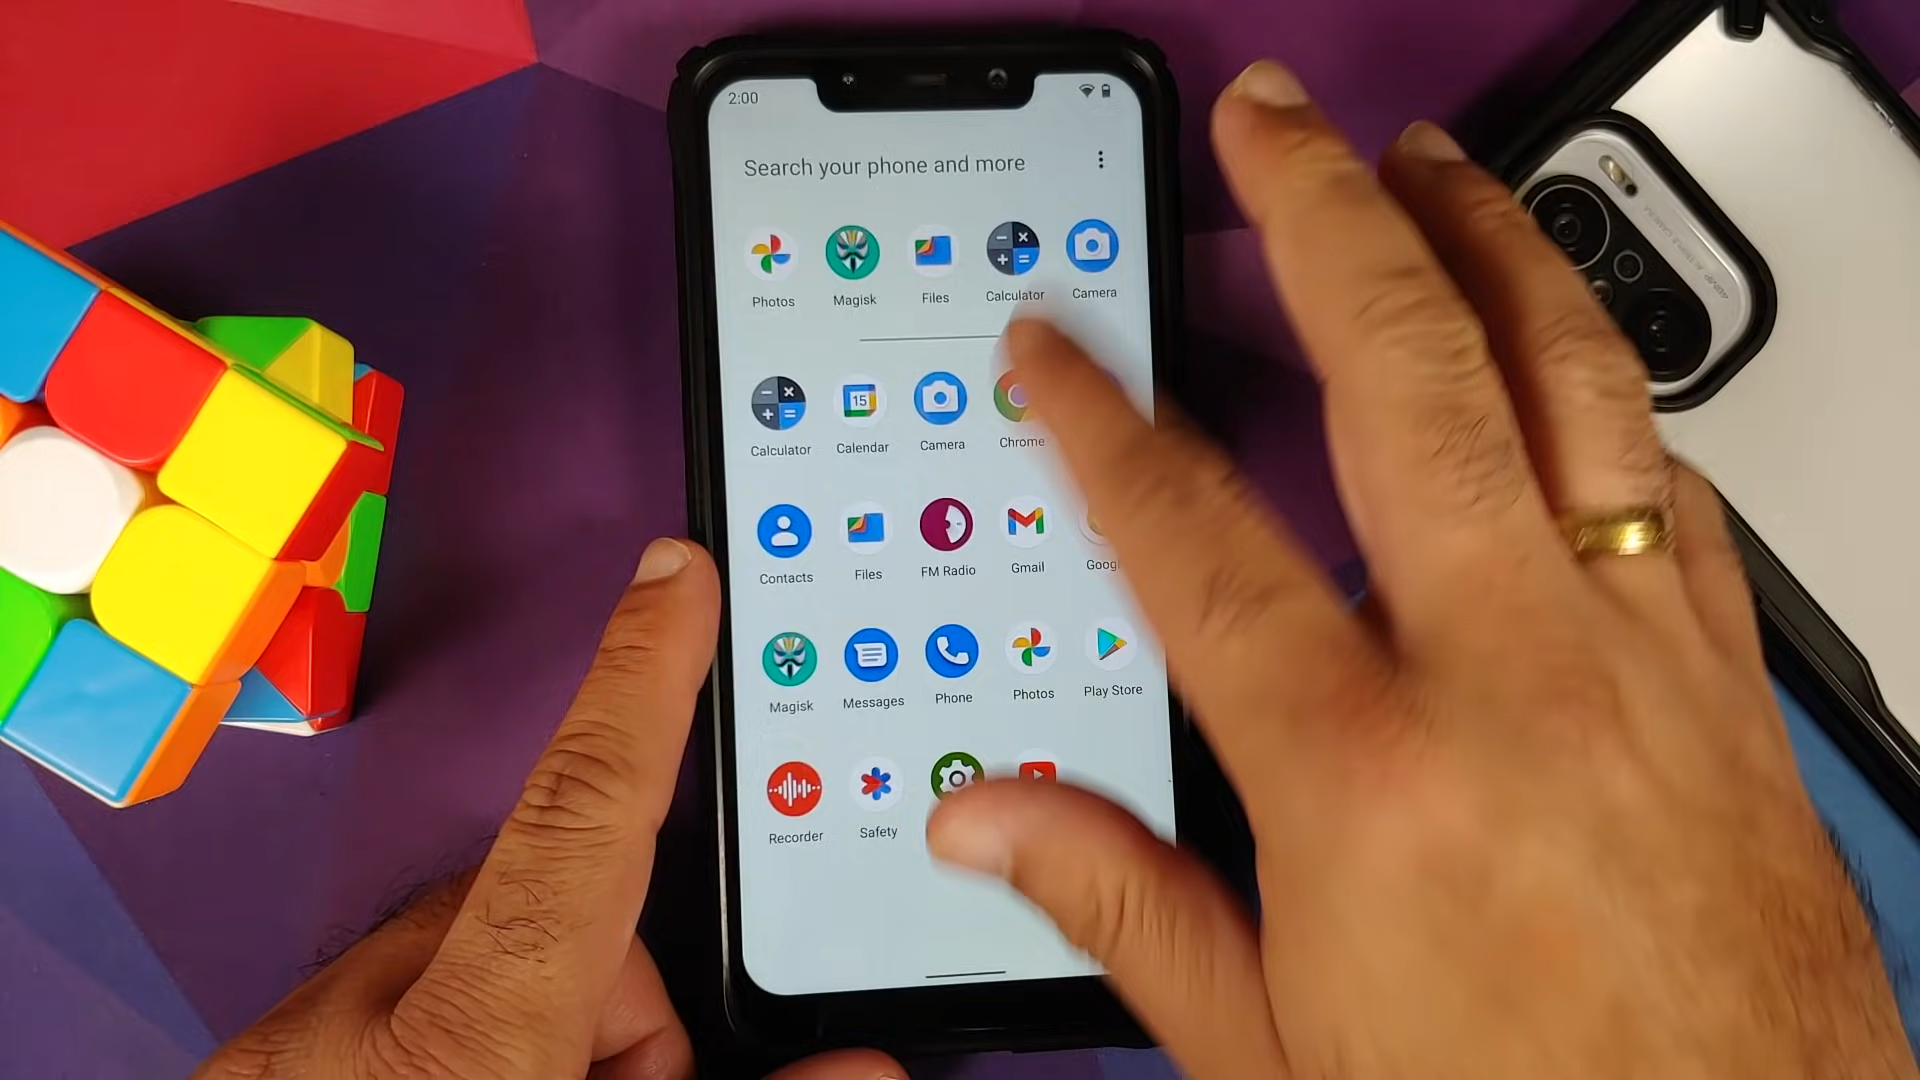 2:00
Search your phone and more
Photos Magisk Files Calculator Camera
Calculator Calendar Camera Chrome
15
Contacts Files FM Radio Gmail
Magisk Messages Phone Photos Play Store
Recorder Safety